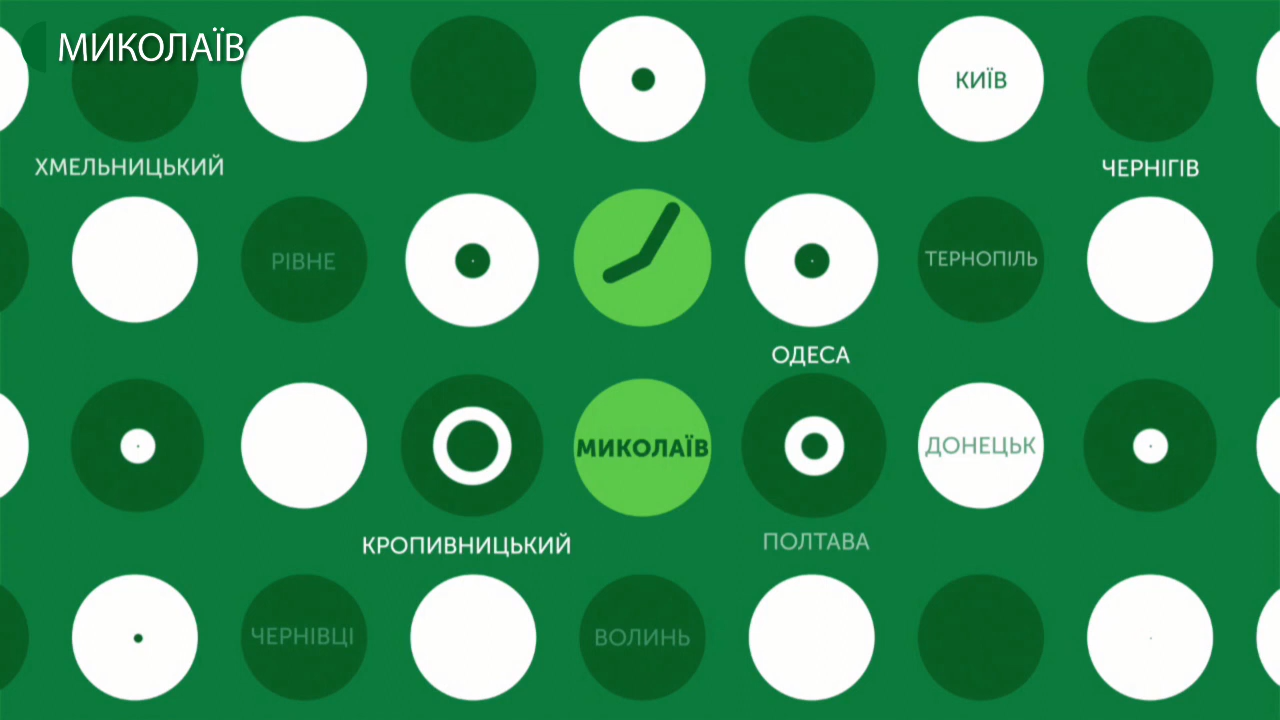 МИКОЛАЇВ
КИЇВ
ХМЕЛЬНИЦЬКИЙ
ЧЕРНІГІВ
РІВНЕ
ТЕРНОПІЛЬ
ОДЕСА
МИКОЛАЇВ
ДОНЕЦЬК
КРОПИВНИЦЬКИЙ
ПОЛТАВА
ЧЕРНІВЦІ
ВОЛИНЬ